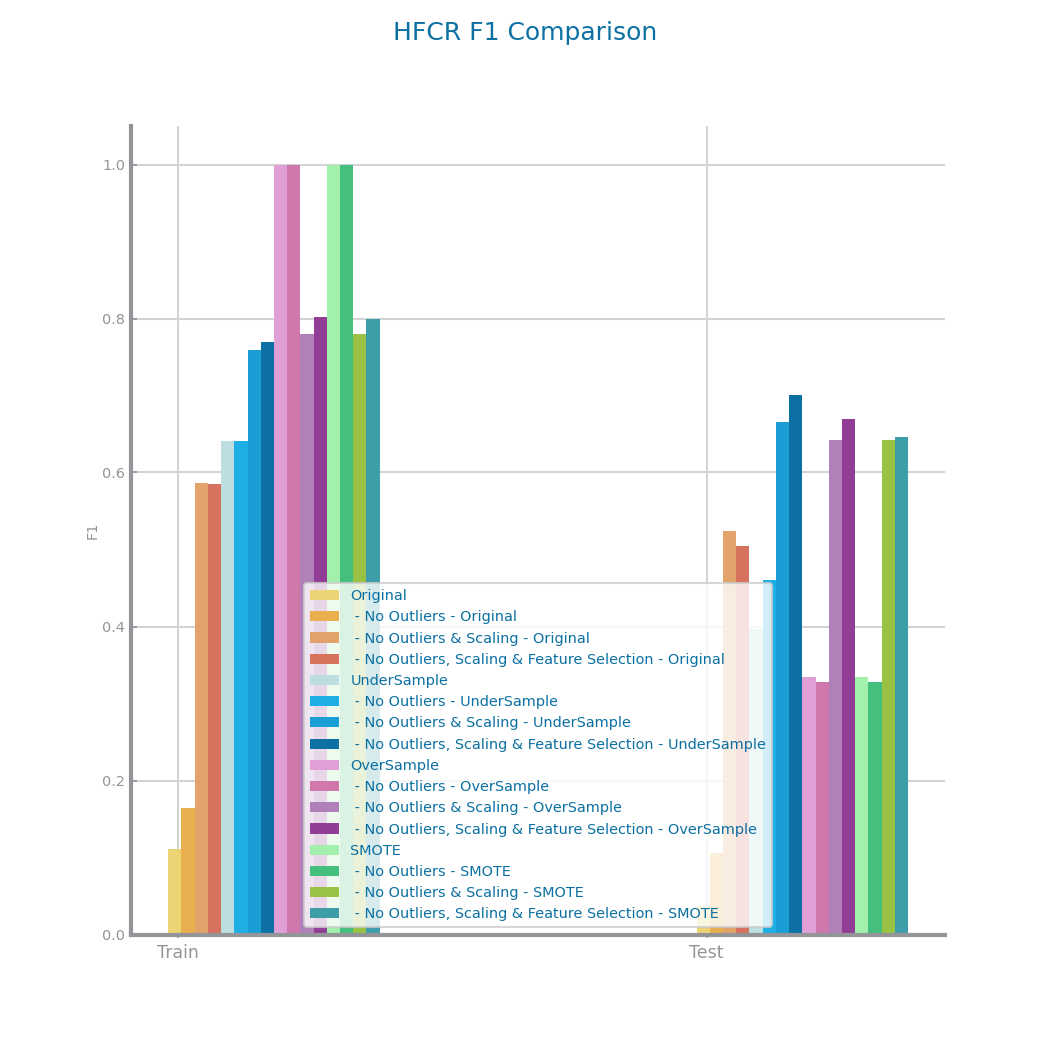 HFCR F1 Comparison
1.0
0.8
0.6
0.4
0.2
0.0
F1
Original
- No Outliers - Original
- No Outliers & Scaling - Original
- No Outliers, Scaling & Feature Selection - Original
UnderSample
- No Outliers - UnderSample
- No Outliers & Scaling - UnderSample
- No Outliers, Scaling & Feature Selection - UnderSample
OverSample
- No Outliers - OverSample
- No Outliers & Scaling - OverSample
- No Outliers, Scaling & Feature Selection - OverSample
SMOTE
- No Outliers - SMOTE
- No Outliers & Scaling - SMOTE
- No Outliers, Scaling & Feature Selection - SMOTE
Train
Test